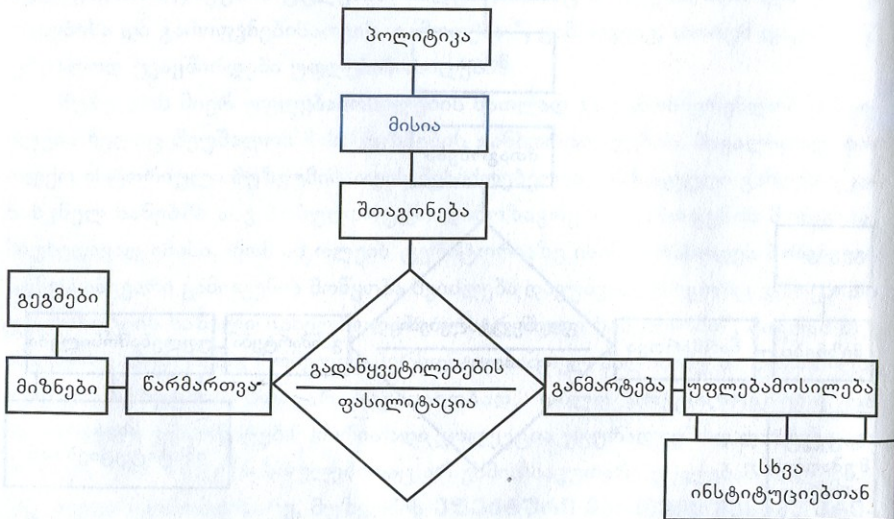 პოლიტიკა
მისია
შთაგონება
გეგმები
მიზნები
წარმართვა
გადაწყვეტილებების
ფასილიტაცია
განმარტება
უფლებამოსილება
სხვა
ინსტიტუციებთან